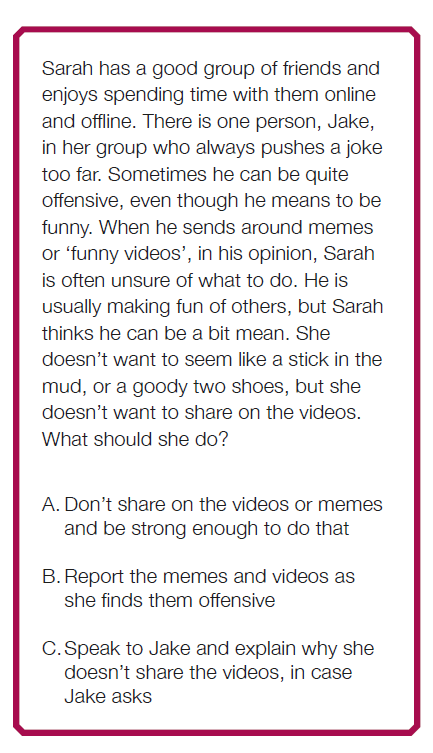 Sarah has a good group of friends and
enjoys spending time with them online
and offline. There is one person, Jake,
in her group who always pushes a joke
too far. Sometimes he can be quite
offensive, even though he means to be
funny. When he sends around memes
or ‘funny videos’, in his opinion, Sarah
is often unsure of what to do. He is
usually making fun of others, but Sarah
thinks he can be a bit mean. She
doesn’t want to seem like a stick in the
mud, or a goody two shoes, but she
doesn’t want to share on the videos.
What should she do?
A. Don’t share on the videos or memes
and be strong enough to do that
B. Report the memes and videos as
she finds them offensive
C. Speak to Jake and explain why she
doesn’t share the videos, in case
Jake asks